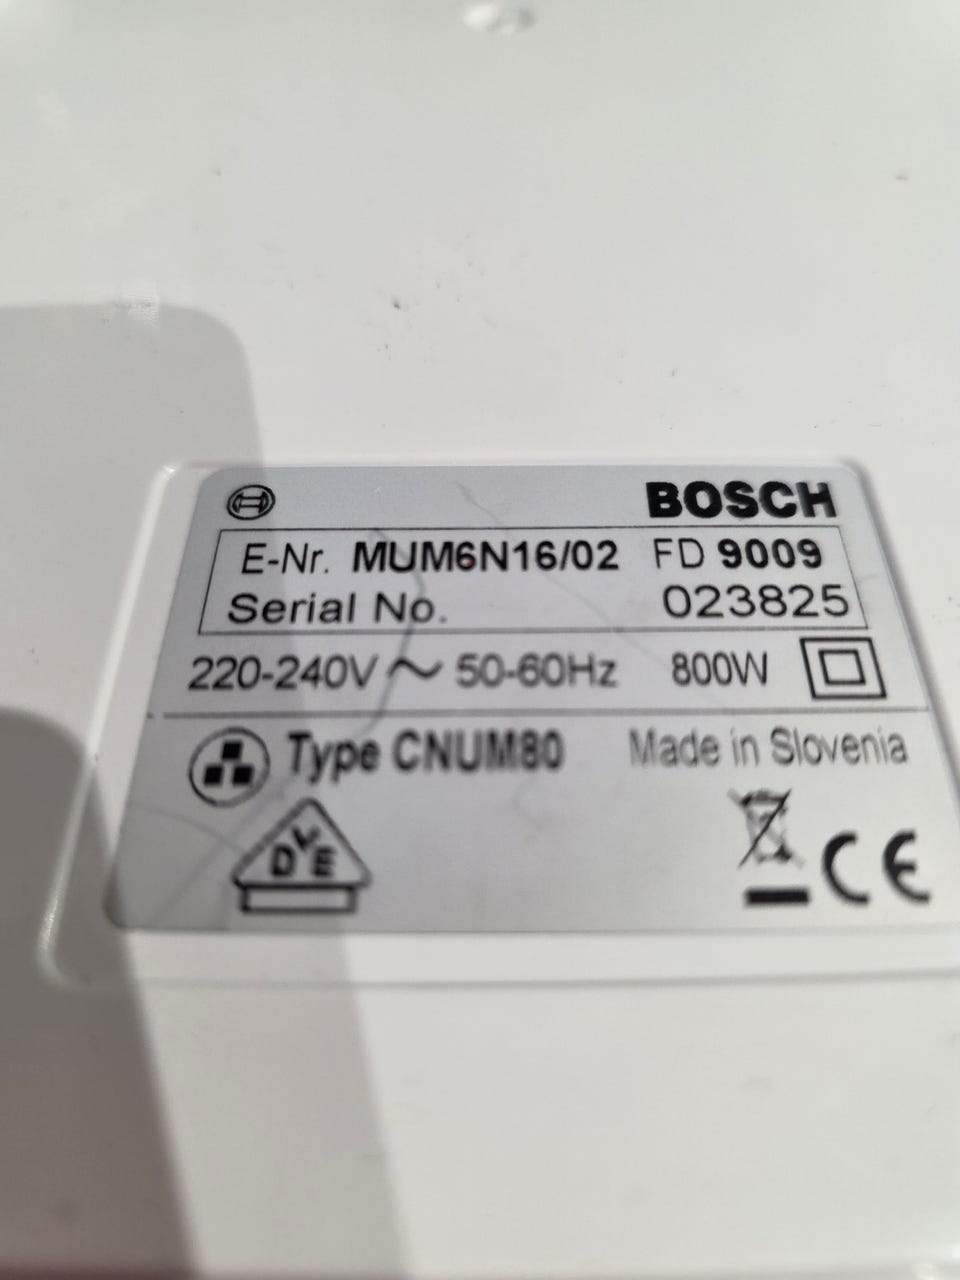 BOSCH
E-Nr. MUM6N16/02 FD 9009
Serial No. 023825
220-240V ~ 50-60Hz 800W
Type CNUM80 Made in Slovenia
DVE
CE